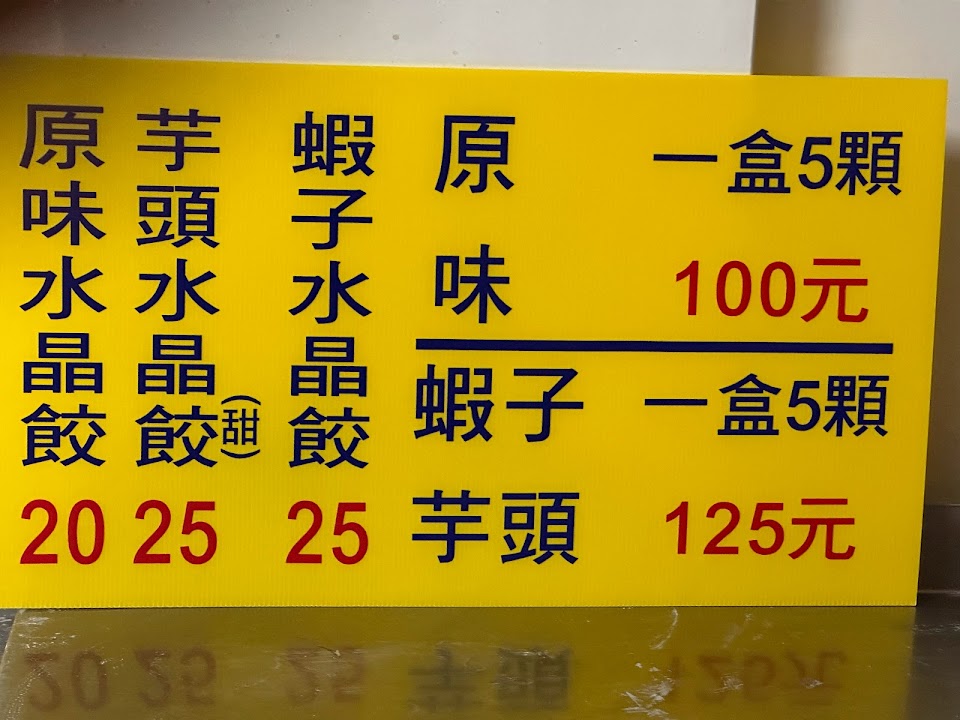 原味水晶餃
20
芋頭水晶餃(甜)
25
蝦子水晶餃
25
原味
一盒5顆
100元
蝦子
芋頭
一盒5顆
125元